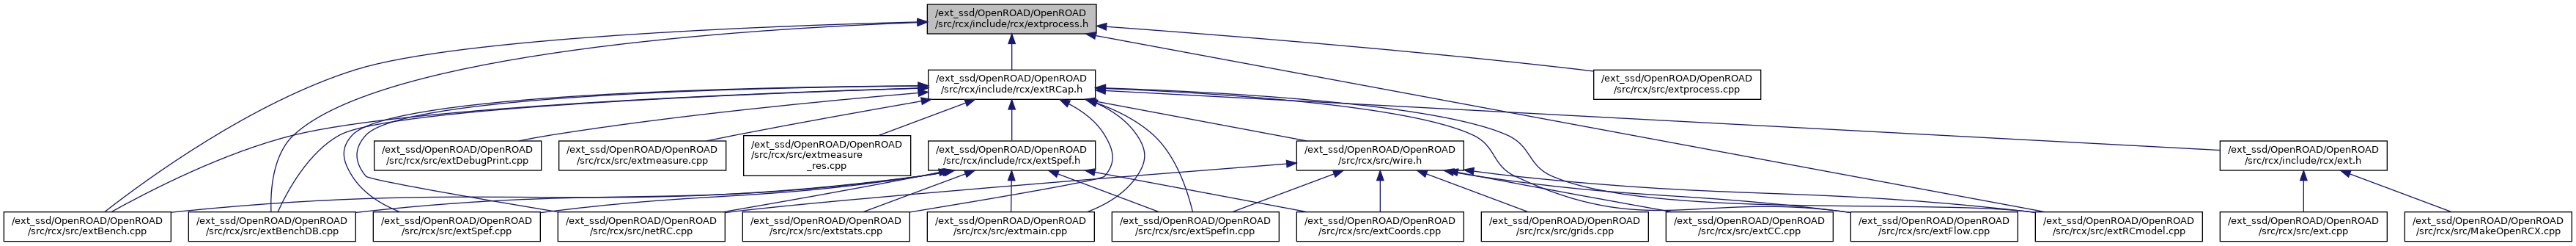 /ext_ssd/OpenROAD/OpenROAD
/src/rcx/include/rcx/extprocess.h
/ext_ssd/OpenROAD/OpenROAD
/src/rcx/include/rcx/extRCap.h
/ext_ssd/OpenROAD/OpenROAD
/src/rcx/src/extprocess.cpp
/ext_ssd/OpenROAD/OpenROAD
/src/rcx/src/extDebugPrint.cpp
/ext_ssd/OpenROAD/OpenROAD
/src/rcx/src/extmeasure.cpp
/ext_ssd/OpenROAD/OpenROAD
/src/rcx/src/extmeasure
_res.cpp
/ext_ssd/OpenROAD/OpenROAD
/src/rcx/include/rcx/extSpef.h
/ext_ssd/OpenROAD/OpenROAD
/src/rcx/src/wire.h
/ext_ssd/OpenROAD/OpenROAD
/src/rcx/include/rcx/ext.h
/ext_ssd/OpenROAD/OpenROAD
/src/rcx/src/extBench.cpp
/ext_ssd/OpenROAD/OpenROAD
/src/rcx/src/extBenchDB.cpp
/ext_ssd/OpenROAD/OpenROAD
/src/rcx/src/extSpef.cpp
/ext_ssd/OpenROAD/OpenROAD
/src/rcx/src/netRC.cpp
/ext_ssd/OpenROAD/OpenROAD
/src/rcx/src/extstats.cpp
/ext_ssd/OpenROAD/OpenROAD
/src/rcx/src/extmain.cpp
/ext_ssd/OpenROAD/OpenROAD
/src/rcx/src/extSpefIn.cpp
/ext_ssd/OpenROAD/OpenROAD
/src/rcx/src/extCoords.cpp
/ext_ssd/OpenROAD/OpenROAD
/src/rcx/src/grids.cpp
/ext_ssd/OpenROAD/OpenROAD
/src/rcx/src/extCC.cpp
/ext_ssd/OpenROAD/OpenROAD
/src/rcx/src/extFlow.cpp
/ext_ssd/OpenROAD/OpenROAD
/src/rcx/src/extRCmodel.cpp
/ext_ssd/OpenROAD/OpenROAD
/src/rcx/src/ext.cpp
/ext_ssd/OpenROAD/OpenROAD
/src/rcx/src/MakeOpenRCX.cpp